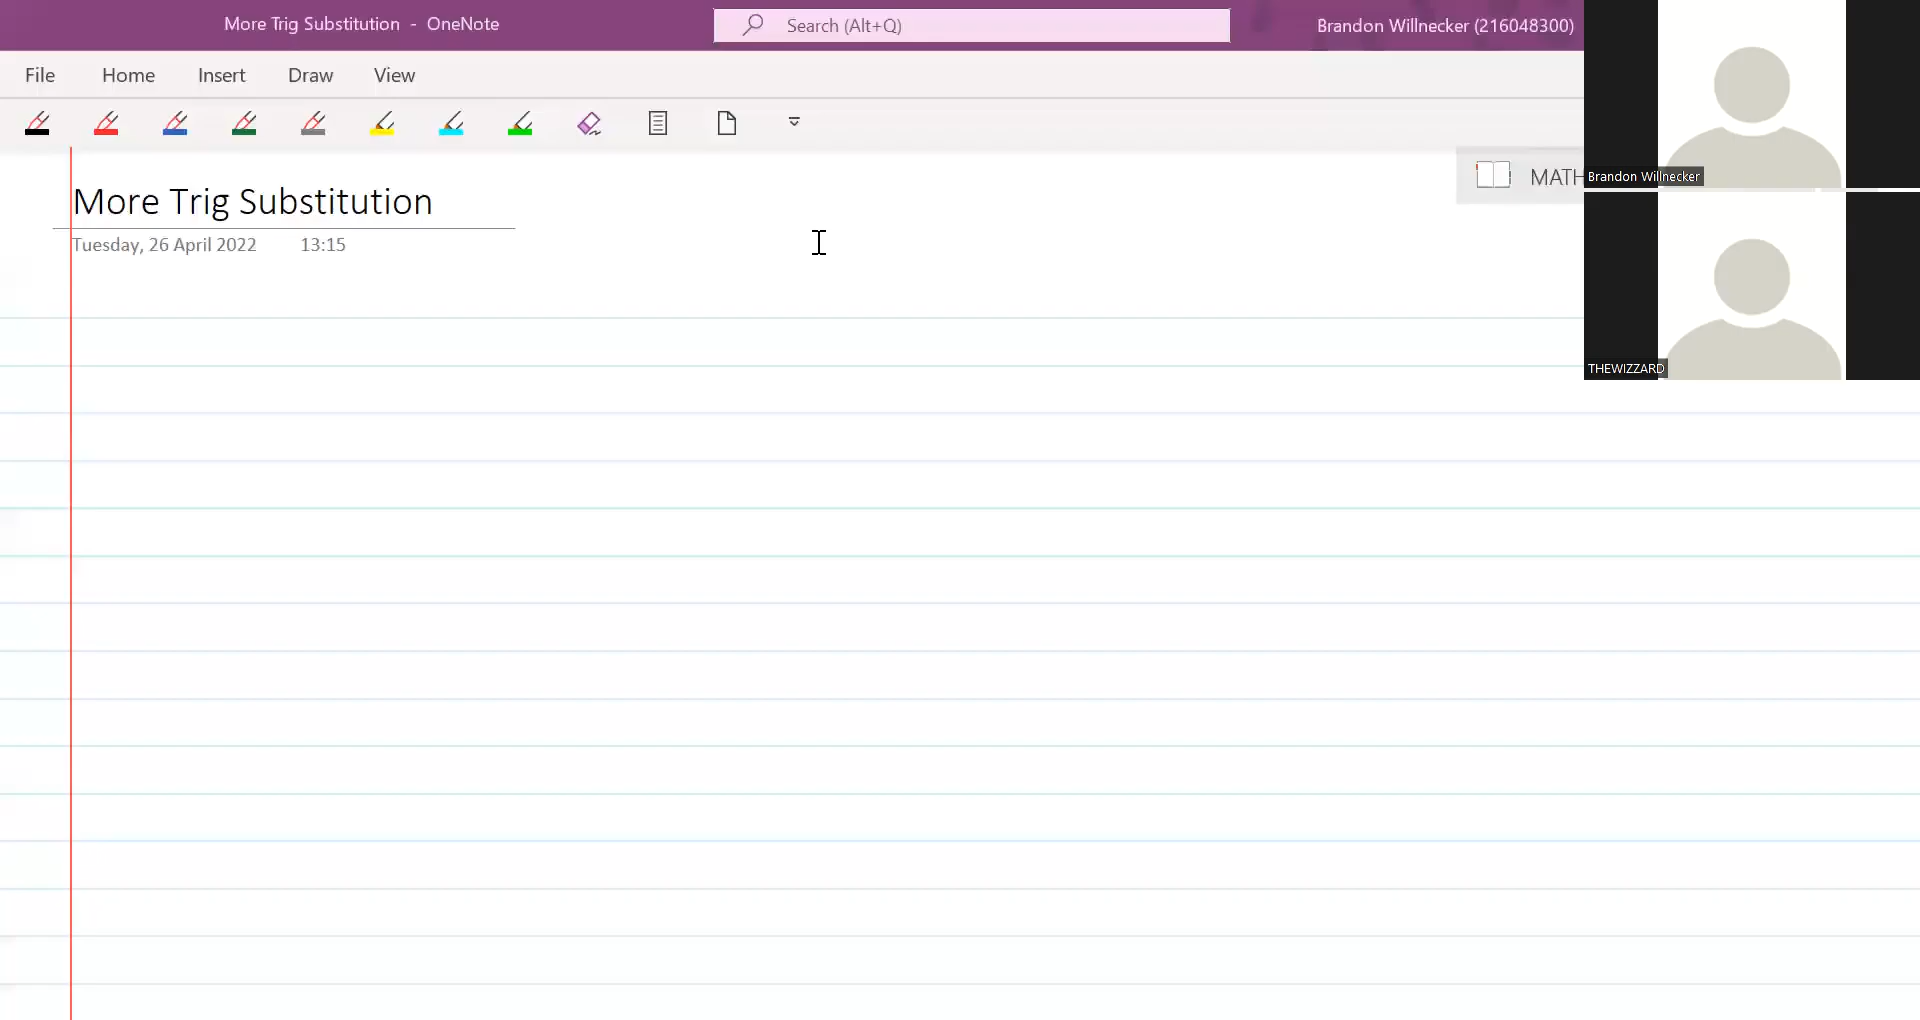 More Trig Substitution - OneNote
Search (Alt+Q)
Brandon Willnecker (216048300)
File Home Insert Draw View
MATH
Brandon Willnecker
More Trig Substitution
Tuesday, 26 April 2022 13:15
THEWIZZARD